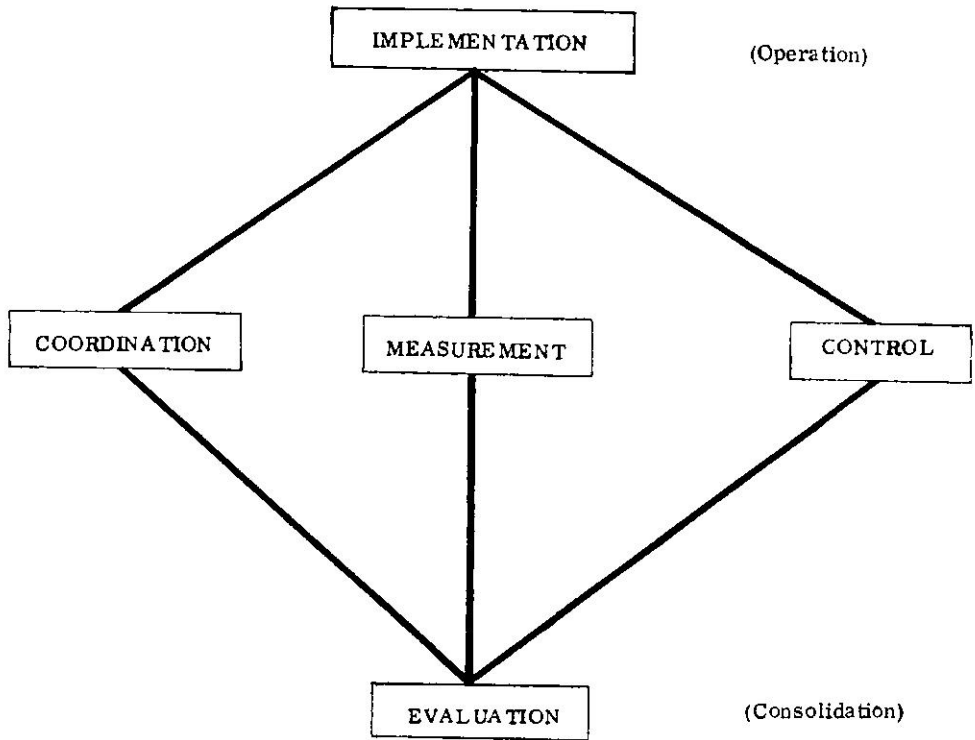 IMPLEMENTATION
(Operation)
COORDINATION
MEASUREMENT
CONTROL
EVALUATION
(Consolidation)